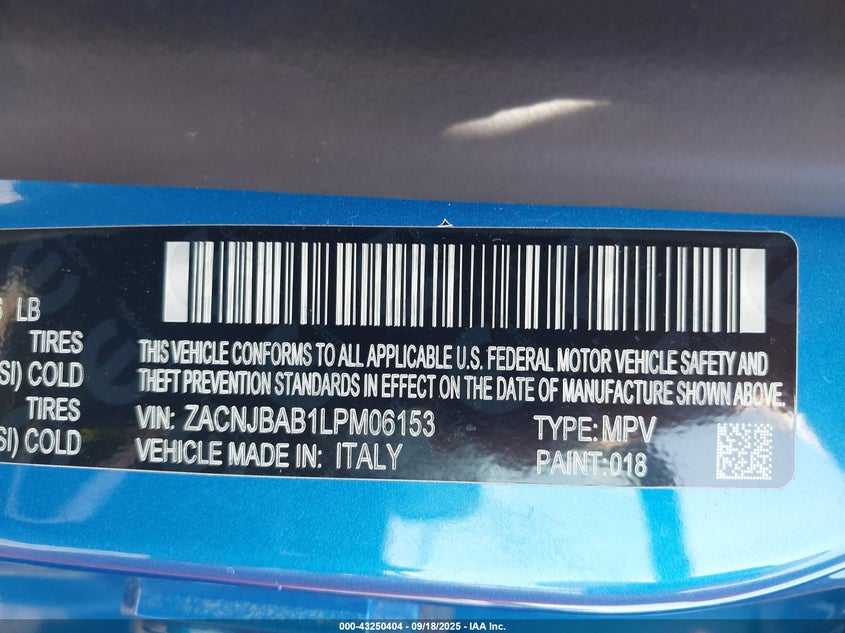 6 LB
TIRES
SI) COLD
TIRES
SI) COLD
THIS VEHICLE CONFORMS TO ALL APPLICABLE U.S. FEDERAL MOTOR VEHICLE SAFETY AND
THEFT PREVENTION STANDARDS IN EFFECT ON THE DATE OF MANUFACTURE SHOWN ABOVE.
VIN: ZACNJBAB1LPM06153 TYPE: MPV
VEHICLE MADE IN: ITALY PAINT: 018
000-43250404 - 09/18/2025 - IAA Inc.